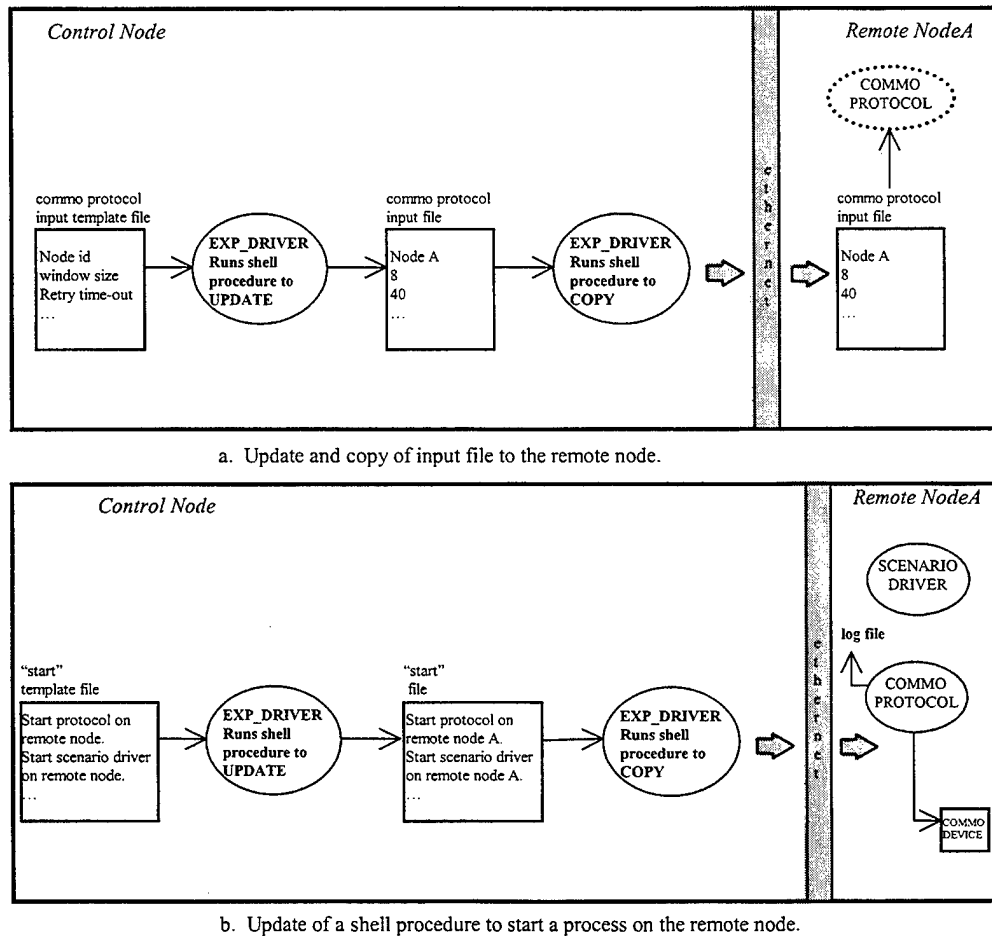 Control Node
Remote NodeA
COMMO
PROTOCOL
commo protocol
input template file
Node id
window size
Retry time-out
...
EXP_DRIVER
Runs shell
procedure to
UPDATE
commo protocol
input file
Node A
8
40
...
EXP_DRIVER
Runs shell
procedure to
COPY
ethernet
commo protocol
input file
Node A
8
40
...
a. Update and copy of input file to the remote node.
Control Node
Remote NodeA
SCENARIO
DRIVER
log file
COMMO
PROTOCOL
COMMO
DEVICE
"start"
template file
Start protocol on
remote node.
Start scenario driver
on remote node.
...
EXP_DRIVER
Runs shell
procedure to
UPDATE
"start"
file
Start protocol on
remote node A.
Start scenario driver
on remote node A.
...
EXP_DRIVER
Runs shell
procedure to
COPY
ethernet
b. Update of a shell procedure to start a process on the remote node.